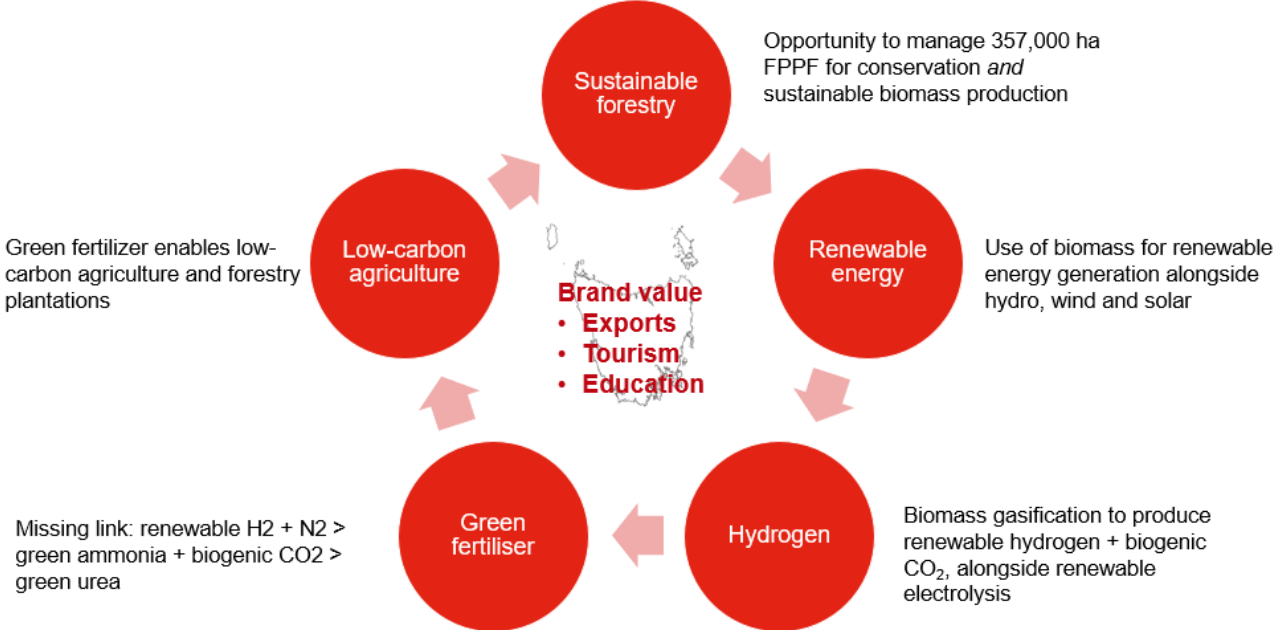 Sustainable
forestry
Opportunity to manage 357,000 ha
FPPF for conservation and
sustainable biomass production
Renewable
energy
Use of biomass for renewable
energy generation alongside
hydro, wind and solar
Hydrogen
Biomass gasification to produce
renewable hydrogen + biogenic
CO₂, alongside renewable
electrolysis
Green
fertiliser
Missing link: renewable H2 + N2 >
green ammonia + biogenic CO2 >
green urea
Low-carbon
agriculture
Green fertilizer enables low-
carbon agriculture and forestry
plantations
Brand value
• Exports
• Tourism
• Education